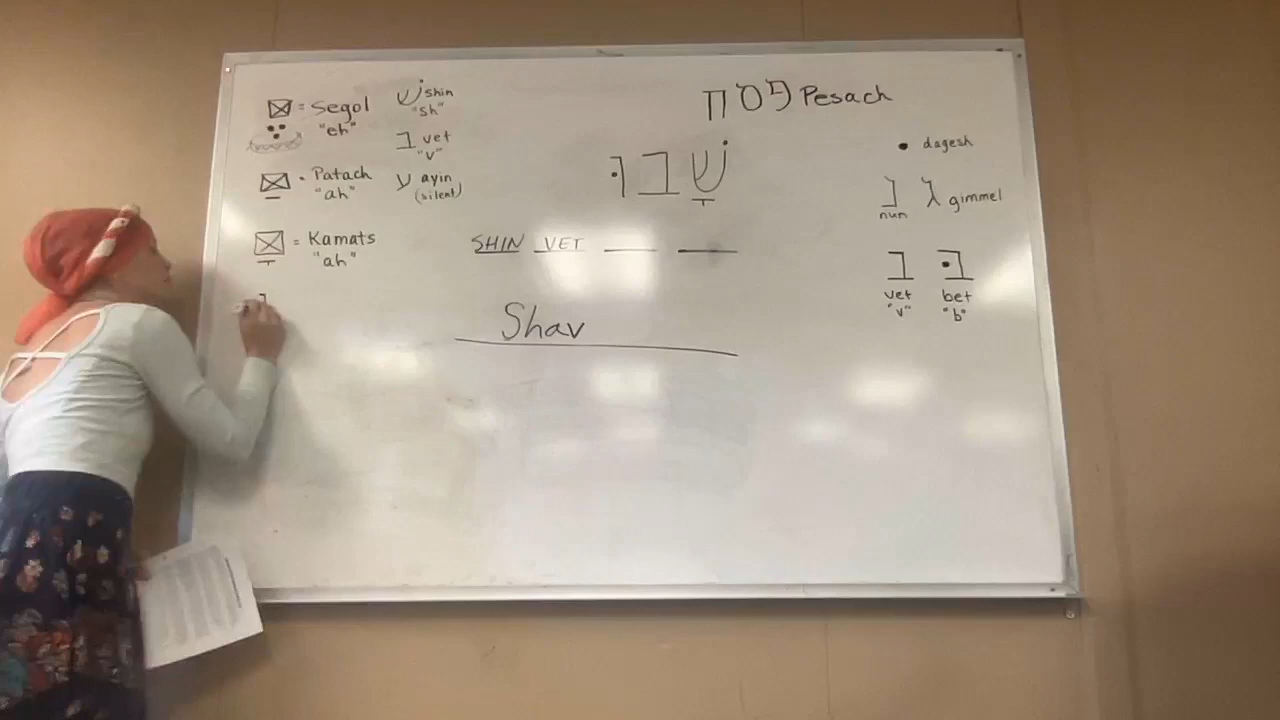 = Segol
"eh"
שׁ shin
"sh"
ב vet
"v"
Patach
"ah"
ע ayin
(silent)
= Kamats
"ah"
פסח Pesach
שָׁבוּ
SHIN VET
Shav
dagesh
נ ג gimmel
nun
ב בּ
vet bet
"v" "b"